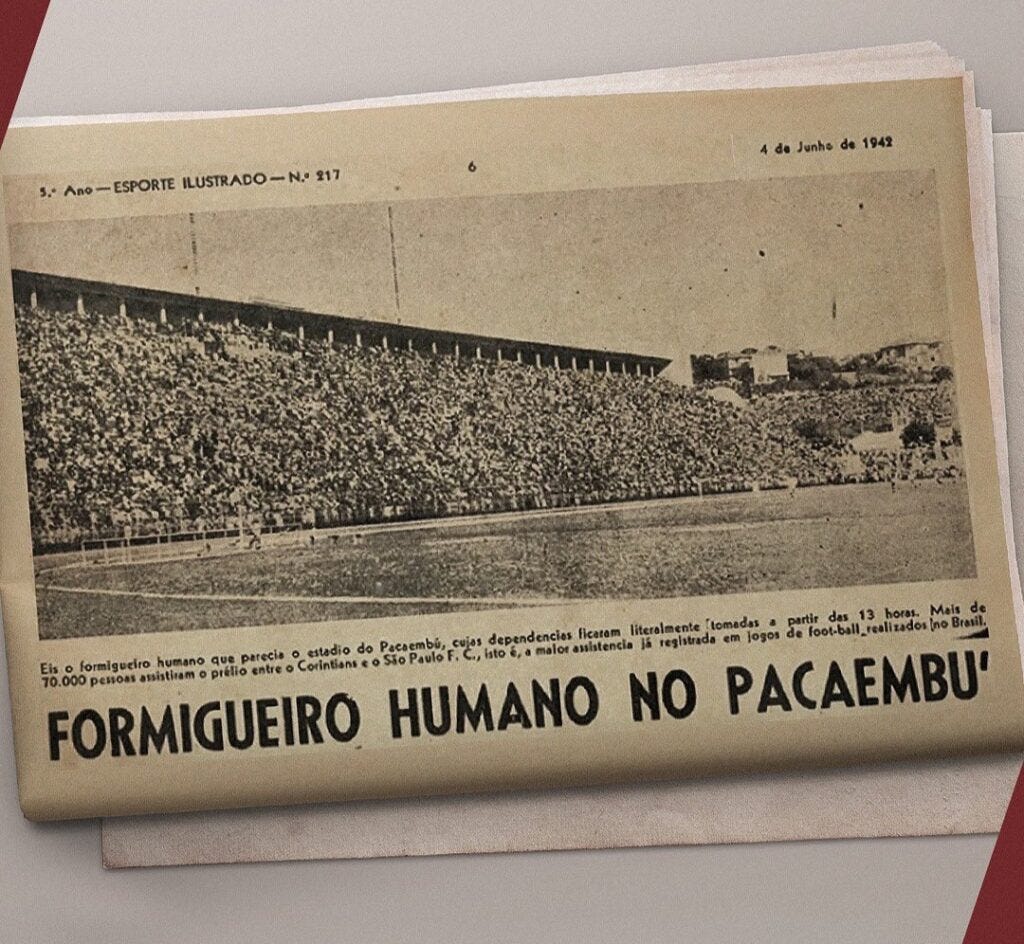 5.º Ano — ESPORTE ILUSTRADO — N.º 217
6
4 de Junho de 1942
Eis o formigueiro humano que parecia o estadio do Pacaembú, cujas dependencias ficaram literalmente tomadas a partir das 13 horas. Mais de
70.000 pessoas assistiram o prélio entre o Corintians e o São Paulo F. C., isto é, a maior assistencia já registrada em jogos de foot-ball realizados no Brasil.
FORMIGUEIRO HUMANO NO PACAEMBU'